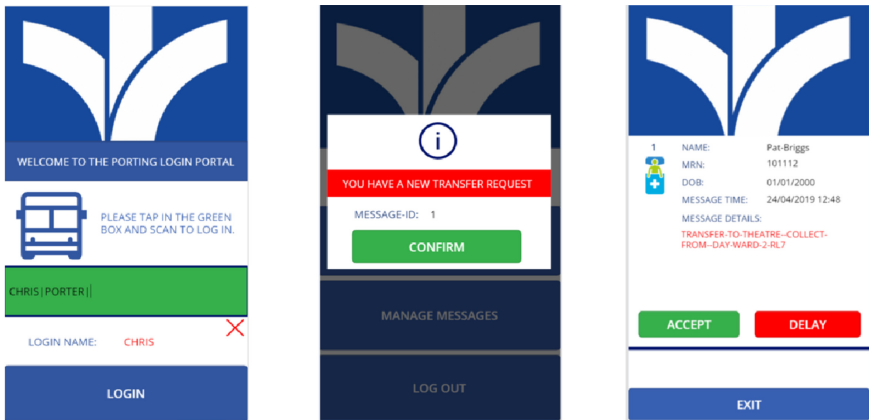 WELCOME TO THE PORTING LOGIN PORTAL
PLEASE TAP IN THE GREEN
BOX AND SCAN TO LOG IN.
CHRIS|PORTER||
LOGIN NAME: CHRIS
LOGIN
i
YOU HAVE A NEW TRANSFER REQUEST
MESSAGE-ID: 1
CONFIRM
MANAGE MESSAGES
LOG OUT
1 NAME: Pat-Briggs
MRN: 101112
DOB: 01/01/2000
MESSAGE TIME: 24/04/2019 12:48
MESSAGE DETAILS:
TRANSFER-TO-THEATRE--COLLECT-
FROM--DAY-WARD-2-RL7
ACCEPT DELAY
EXIT